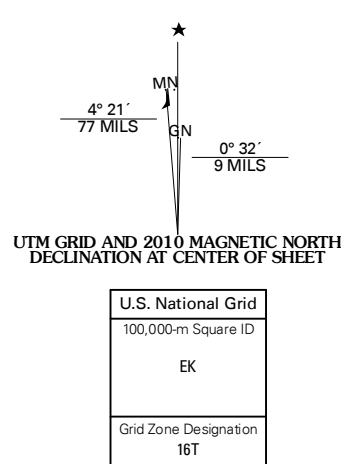 ★
MN
4° 21´
77 MILS
GN
0° 32´
9 MILS
UTM GRID AND 2010 MAGNETIC NORTH
DECLINATION AT CENTER OF SHEET
U.S. National Grid
100,000-m Square ID
EK
Grid Zone Designation
16T